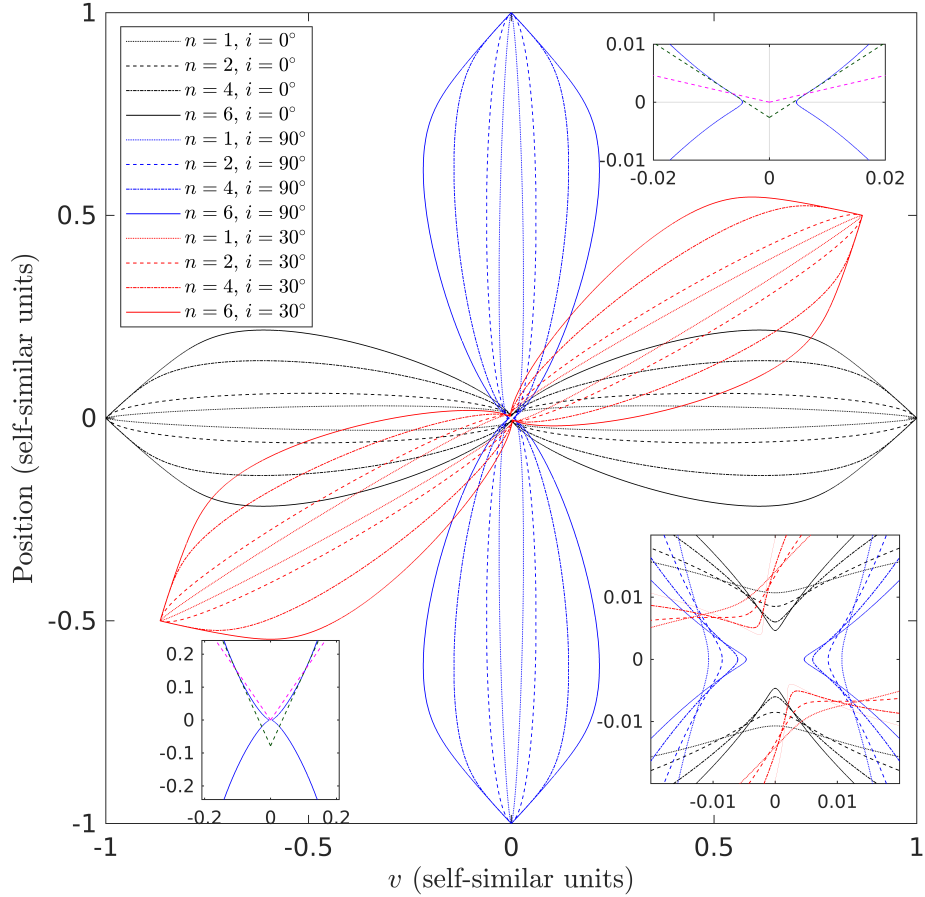 1
0.5
0
-0.5
-1
-1
-0.5
0
0.5
1
Position (self-similar units)
v (self-similar units)
n = 1, i = 0°
n = 2, i = 0°
n = 4, i = 0°
n = 6, i = 0°
n = 1, i = 90°
n = 2, i = 90°
n = 4, i = 90°
n = 6, i = 90°
n = 1, i = 30°
n = 2, i = 30°
n = 4, i = 30°
n = 6, i = 30°
0.01
0
-0.01
-0.02
0
0.02
0.2
0.1
0
-0.1
-0.2
-0.2
0
0.2
0.01
0
-0.01
-0.01
0
0.01